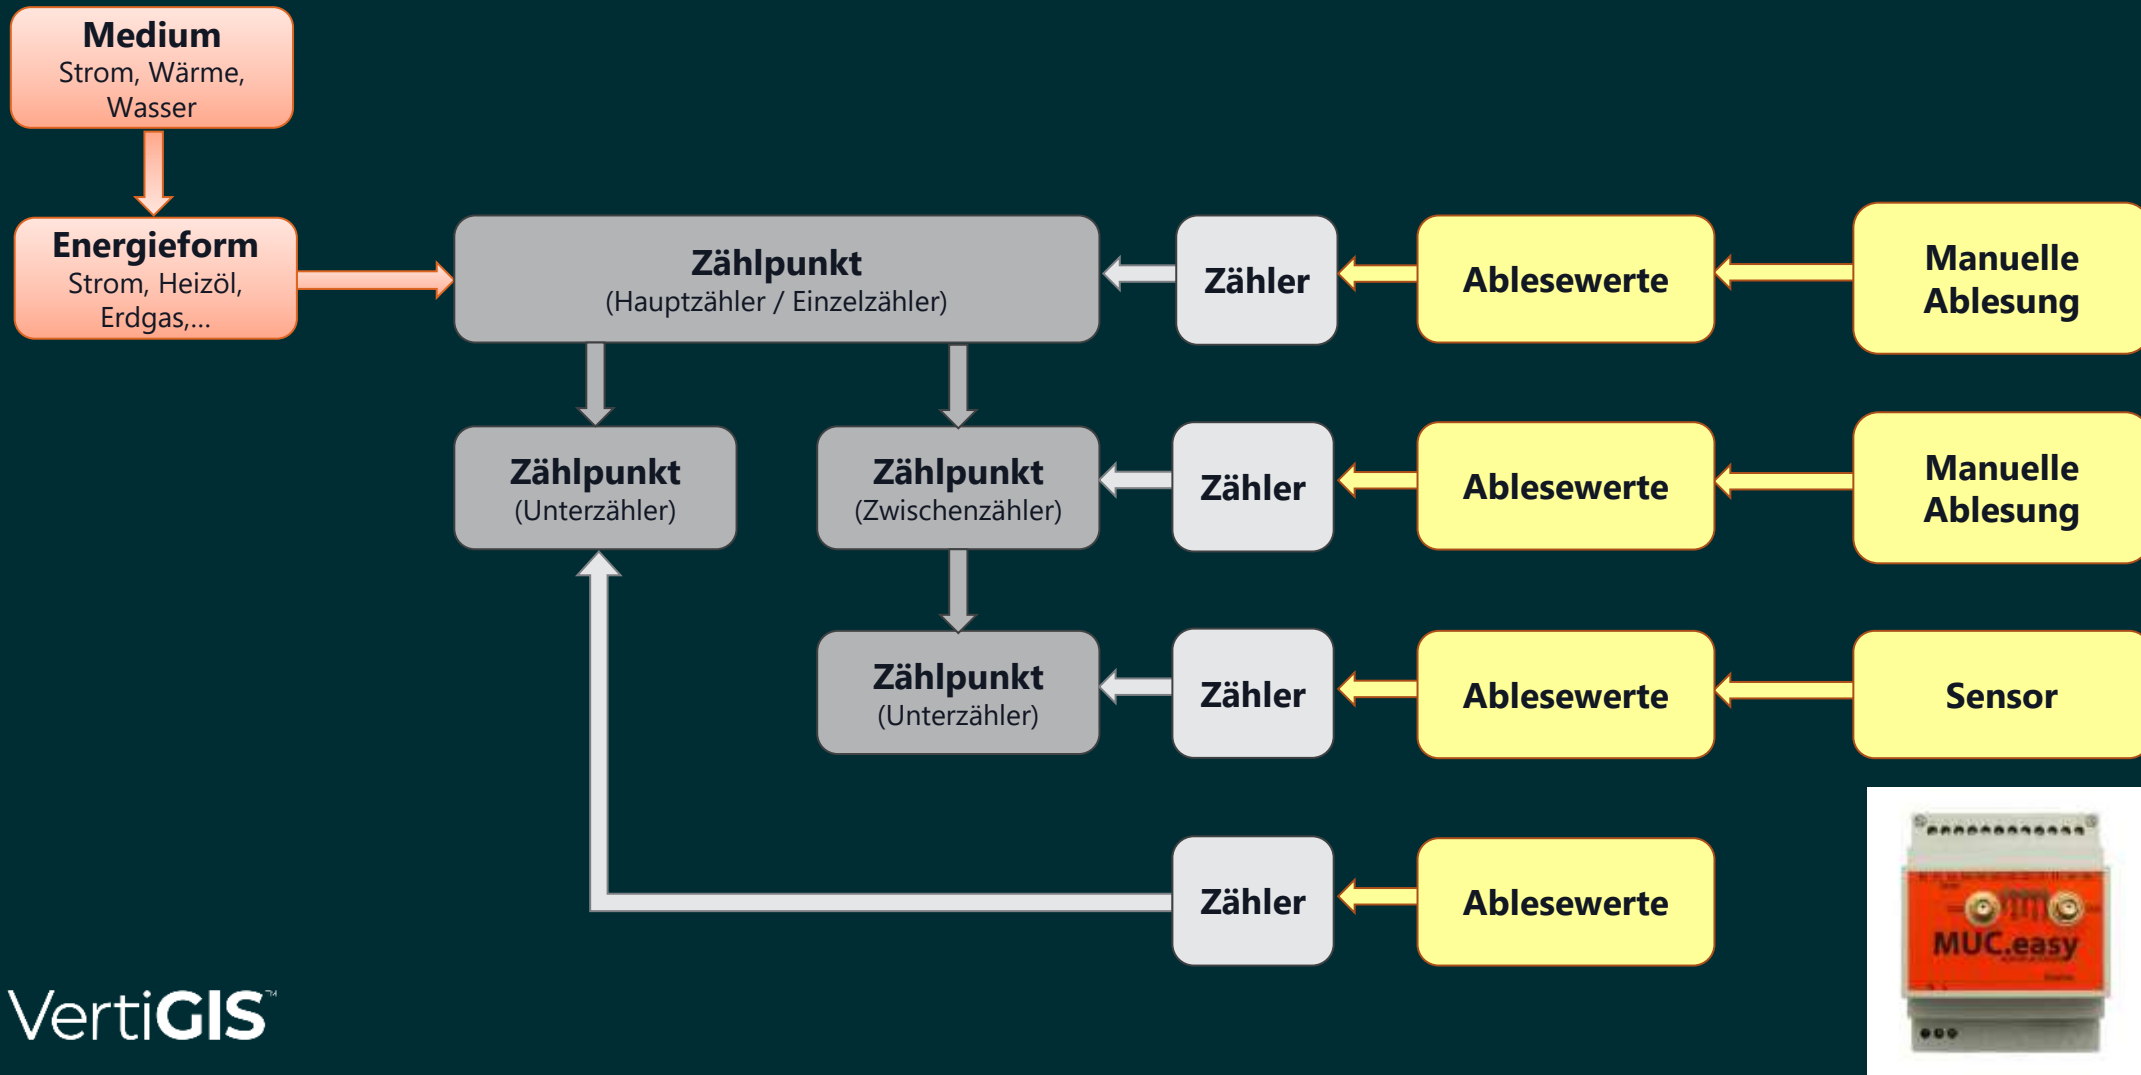 Medium
Strom, Wärme,
Wasser
Energieform
Strom, Heizöl,
Erdgas,...
Zählpunkt
(Hauptzähler / Einzelzähler)
Zähler
Ablesewerte
Manuelle
Ablesung
Zählpunkt
(Unterzähler)
Zählpunkt
(Zwischenzähler)
Zähler
Ablesewerte
Manuelle
Ablesung
Zählpunkt
(Unterzähler)
Zähler
Ablesewerte
Sensor
Zähler
Ablesewerte
MUC.easy
VertiGIS™